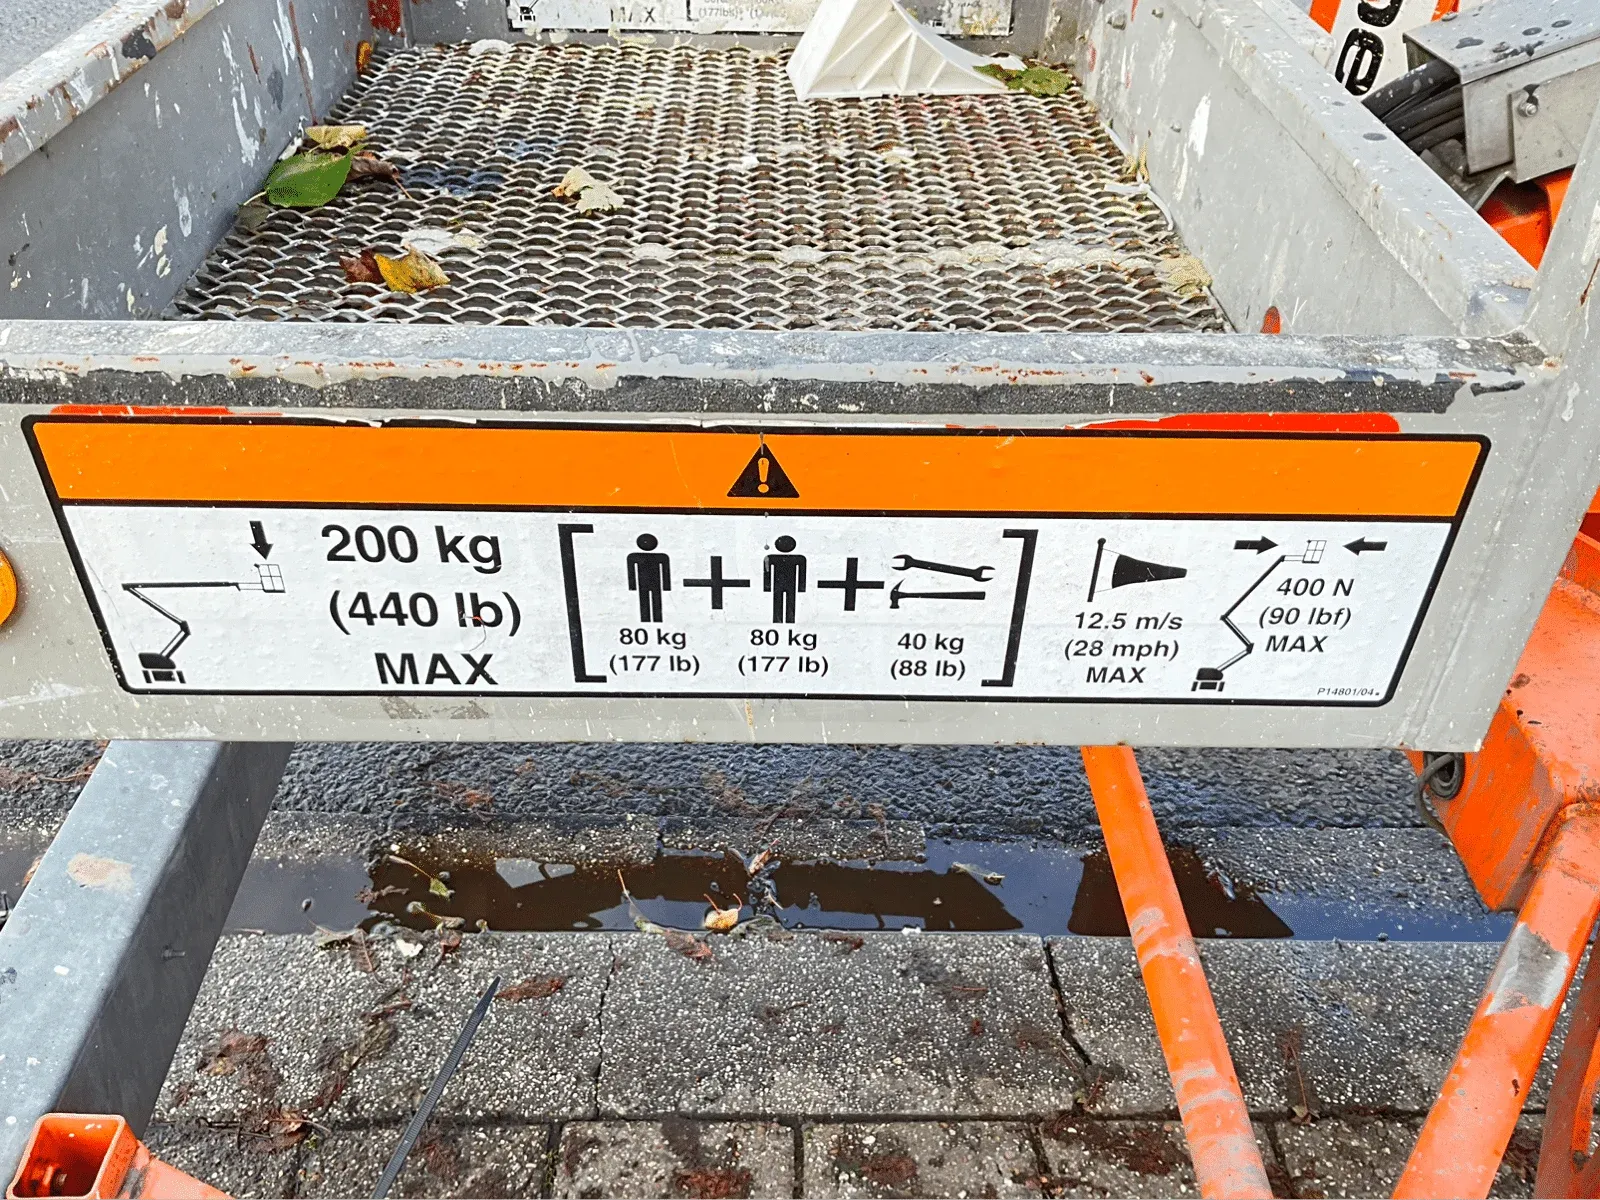 (177lbs)
200 kg
(440 lb)
MAX
80 kg
(177 lb)
80 kg
(177 lb)
40 kg
(88 lb)
12.5 m/s
(28 mph)
MAX
400 N
(90 lbf)
MAX
P14801/04